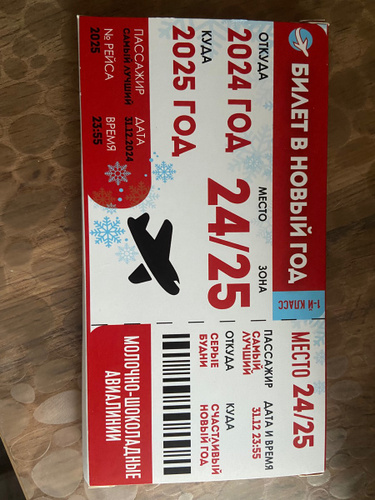 БИЛЕТ В НОВЫЙ ГОД
1-Й КЛАСС
ОТКУДА
2024 ГОД
МЕСТО
24/25
ЗОНА
КУДА
2025 ГОД
ПАССАЖИР
САМЫЙ ЛУЧШИЙ
ДАТА
31.12.2024
№ РЕЙСА
2025
ВРЕМЯ
23:55
МЕСТО 24/25
ПАССАЖИР
САМЫЙ
ЛУЧШИЙ
ДАТА И ВРЕМЯ
31.12 23:55
ОТКУДА
СЕРЫЕ
БУДНИ
КУДА
СЧАСТЛИВЫЙ
НОВЫЙ ГОД
МОЛОЧНО-ШОКОЛАДНЫЕ
АВИАЛИНИИ